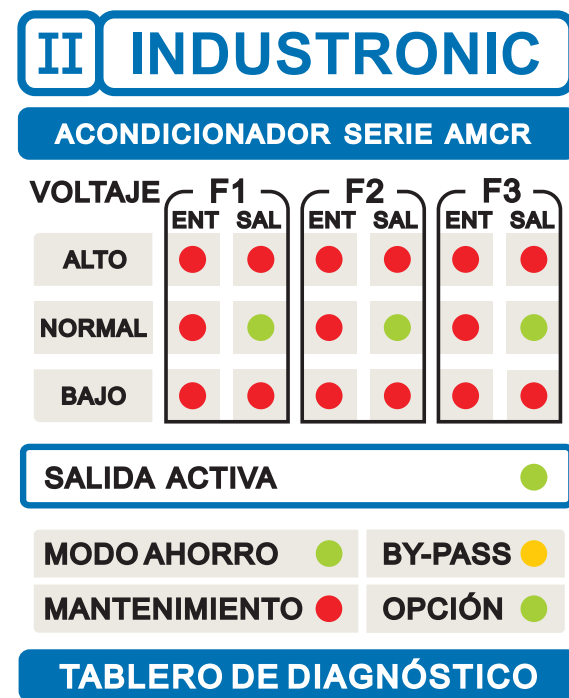 II INDUSTRONIC
ACONDICIONADOR SERIE AMCR
VOLTAJE F1 F2 F3
ENT SAL ENT SAL ENT SAL
ALTO
NORMAL
BAJO
SALIDA ACTIVA
MODO AHORRO BY-PASS
MANTENIMIENTO OPCIÓN
TABLERO DE DIAGNÓSTICO